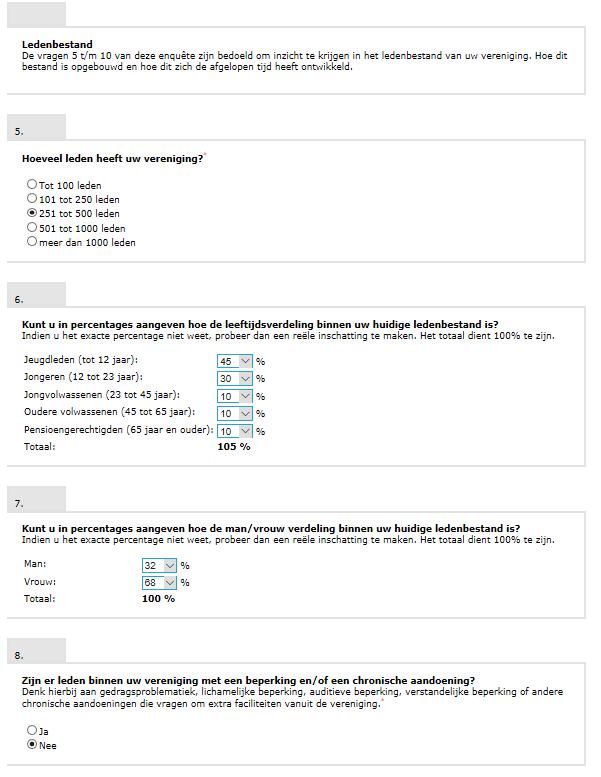 Ledenbestand
De vragen 5 t/m 10 van deze enquête zijn bedoeld om inzicht te krijgen in het ledenbestand van uw vereniging. Hoe dit
bestand is opgebouwd en hoe dit zich de afgelopen tijd heeft ontwikkeld.
5.
Hoeveel leden heeft uw vereniging?*
Tot 100 leden
101 tot 250 leden
251 tot 500 leden
501 tot 1000 leden
meer dan 1000 leden
6.
Kunt u in percentages aangeven hoe de leeftijdsverdeling binnen uw huidige ledenbestand is?
Indien u het exacte percentage niet weet, probeer dan een reële inschatting te maken. Het totaal dient 100% te zijn.
Jeugdleden (tot 12 jaar): 45 %
Jongeren (12 tot 23 jaar): 30 %
Jongvolwassenen (23 tot 45 jaar): 10 %
Oudere volwassenen (45 tot 65 jaar): 10 %
Pensioengerechtigden (65 jaar en ouder): 10 %
Totaal: 105 %
7.
Kunt u in percentages aangeven hoe de man/vrouw verdeling binnen uw huidige ledenbestand is?
Indien u het exacte percentage niet weet, probeer dan een reële inschatting te maken. Het totaal dient 100% te zijn.
Man: 32 %
Vrouw: 68 %
Totaal: 100 %
8.
Zijn er leden binnen uw vereniging met een beperking en/of een chronische aandoening?
Denk hierbij aan gedragsproblematiek, lichamelijke beperking, auditieve beperking, verstandelijke beperking of andere
chronische aandoeningen die vragen om extra faciliteiten vanuit de vereniging.*
Ja
Nee